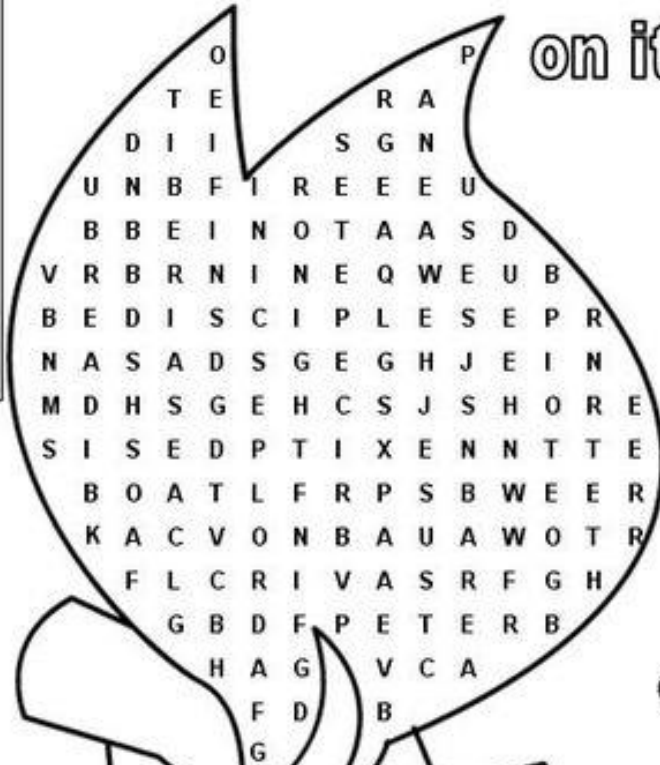 on it
O P
T E R A
D I I S G N
U N B F I R E E E U
B B E I N O T A A S D
V R B R N I N E Q W E U B
B E D I S C I P L E S E P R
N A S A D S G E G H J E I N
M D H S G E H C S J S H O R E
S I S E D P T I X E N N T T E
B O A T L F R P S B W E E R
K A C V O N B A U A W O T R
F L C R I V A S R F G H
G B D F P E T E R B
H A G V C A
F D B
G